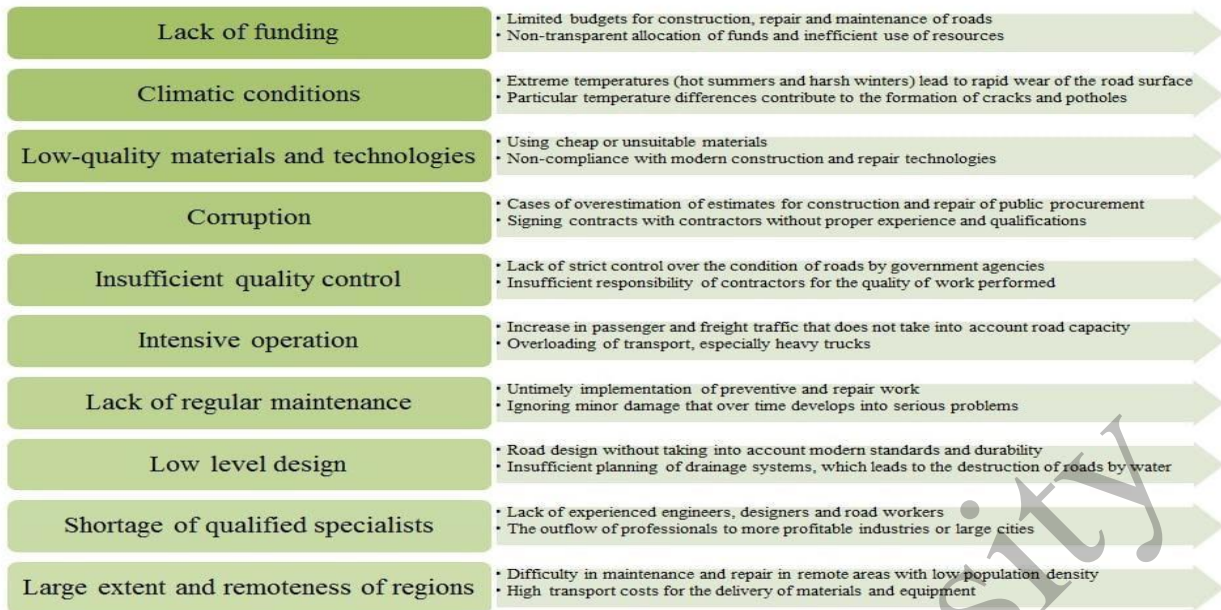 Lack of funding
• Limited budgets for construction, repair and maintenance of roads
• Non-transparent allocation of funds and inefficient use of resources
Climatic conditions
• Extreme temperatures (hot summers and harsh winters) lead to rapid wear of the road surface
• Particular temperature differences contribute to the formation of cracks and potholes
Low-quality materials and technologies
• Using cheap or unsuitable materials
• Non-compliance with modern construction and repair technologies
Corruption
• Cases of overestimation of estimates for construction and repair of public procurement
• Signing contracts with contractors without proper experience and qualifications
Insufficient quality control
• Lack of strict control over the condition of roads by government agencies
• Insufficient responsibility of contractors for the quality of work performed
Intensive operation
• Increase in passenger and freight traffic that does not take into account road capacity
• Overloading of transport, especially heavy trucks
Lack of regular maintenance
• Untimely implementation of preventive and repair work
• Ignoring minor damage that over time develops into serious problems
Low level design
• Road design without taking into account modern standards and durability
• Insufficient planning of drainage systems, which leads to the destruction of roads by water
Shortage of qualified specialists
• Lack of experienced engineers, designers and road workers
• The outflow of professionals to more profitable industries or large cities
Large extent and remoteness of regions
• Difficulty in maintenance and repair in remote areas with low population density
• High transport costs for the delivery of materials and equipment
sity